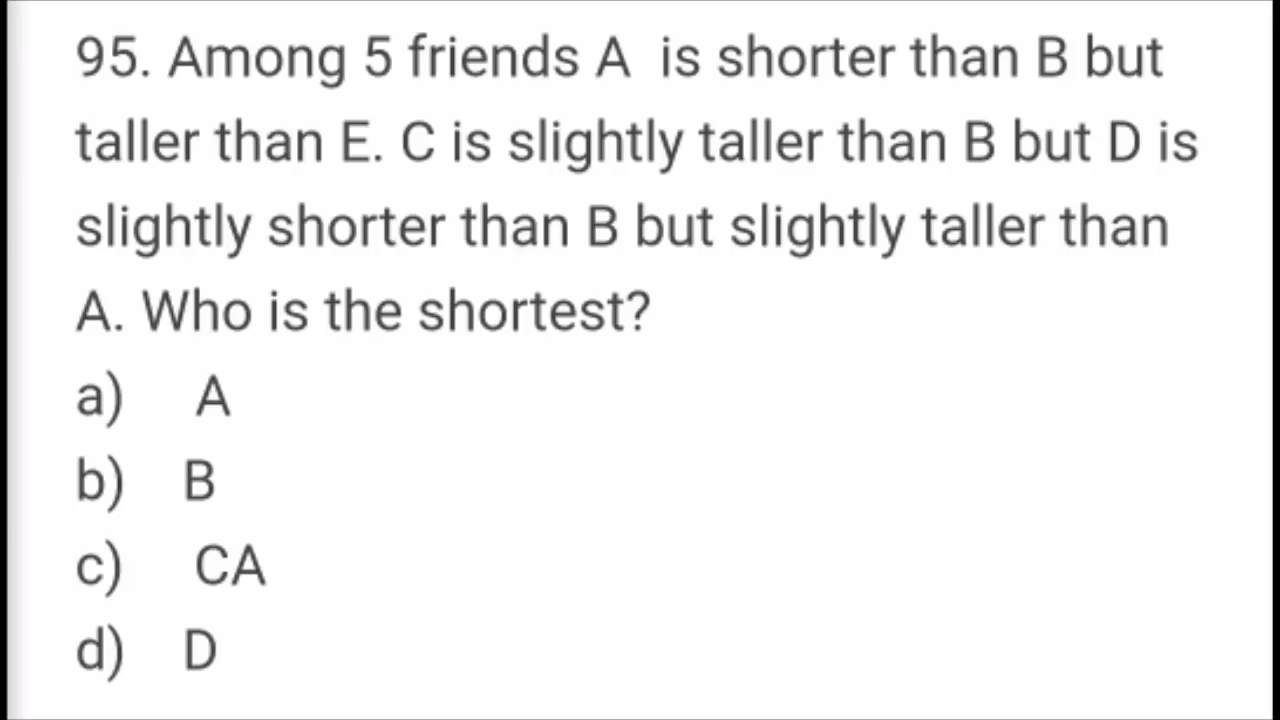 95. Among 5 friends A is shorter than B but
taller than E. C is slightly taller than B but D is
slightly shorter than B but slightly taller than
A. Who is the shortest?
a) A
b) B
c) CA
d) D